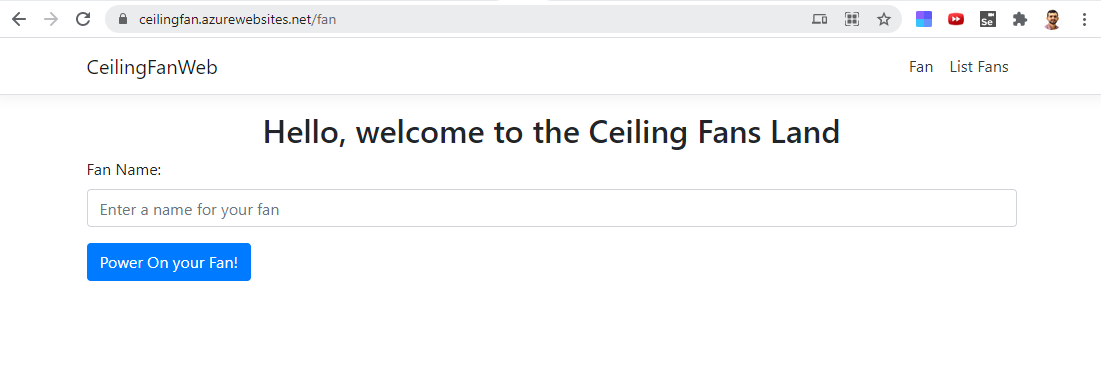 ceilingfan.azurewebsites.net/fan
Se
CeilingFanWeb
Fan
List Fans
Hello, welcome to the Ceiling Fans Land
Fan Name:
Enter a name for your fan
Power On your Fan!